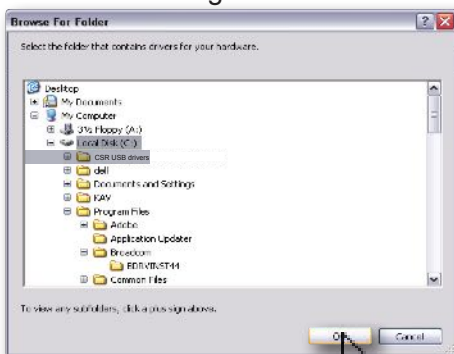 Browse For Folder
Select the folder that contains drivers for your hardware.
Desktop
My Documents
My Computer
3½ Floppy (A:)
Local Disk (C:)
CSR USB drivers
dell
Documents and Settings
KAV
Program Files
Adobe
Application Updater
Broadcom
BDRVINST44
Common Files
To view any subfolders, click a plus sign above.
Cancel